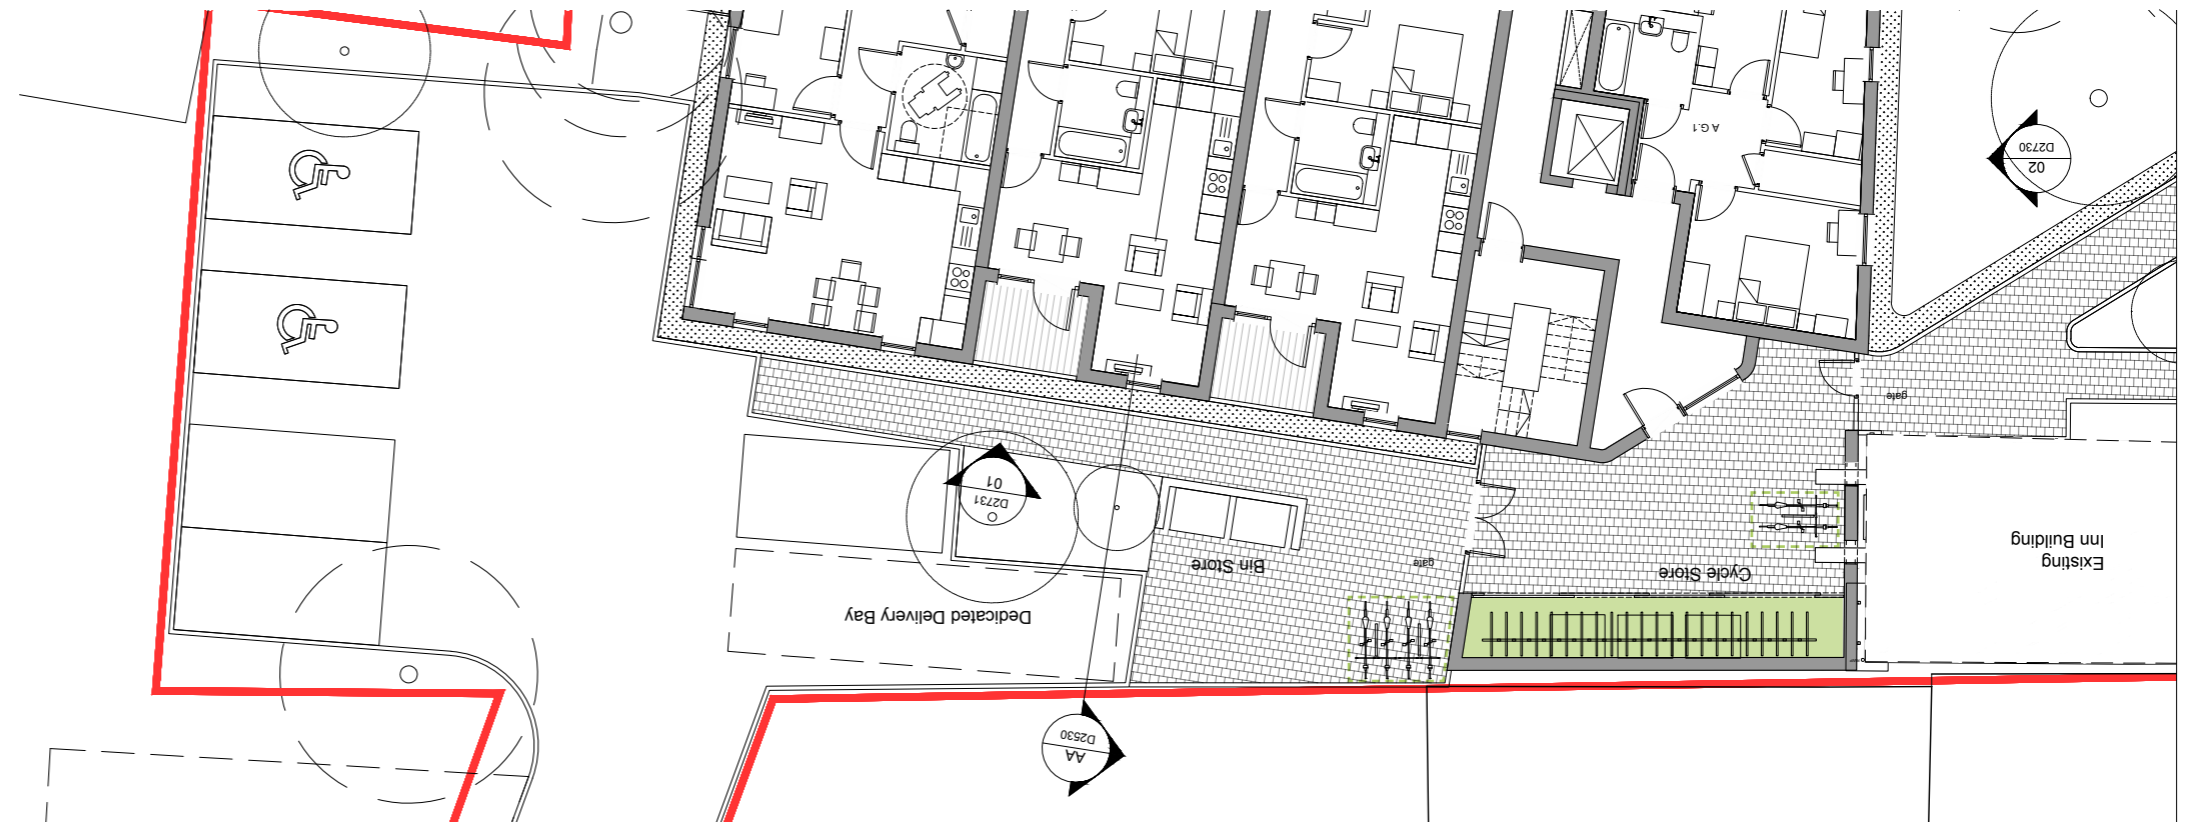 A.G.1
02
D2730
gate
D2731
01
Bin Store
gate
Existing
Inn Building
Cycle Store
Dedicated Delivery Bay
AA
D2530